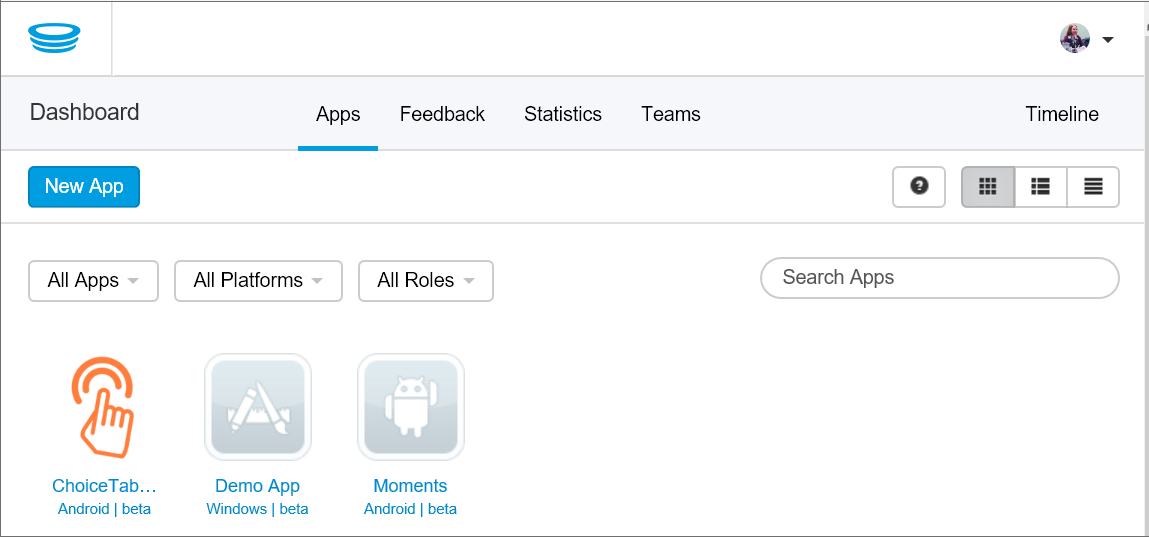 Dashboard Apps Feedback Statistics Teams Timeline
New App
All Apps All Platforms All Roles Search Apps
ChoiceTab... Demo App Moments
Android | beta Windows | beta Android | beta